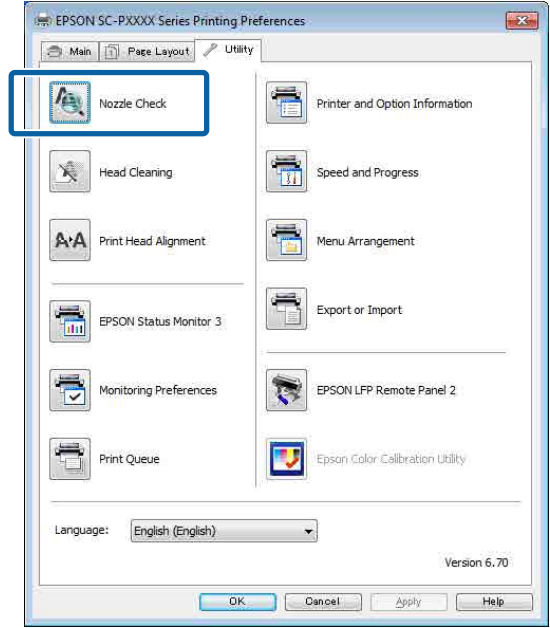 EPSON SC-PXXXX Series Printing Preferences
Main
Page Layout
Utility
Nozzle Check
Printer and Option Information
Head Cleaning
Speed and Progress
A A Print Head Alignment
Menu Arrangement
EPSON Status Monitor 3
Export or Import
Monitoring Preferences
EPSON LFP Remote Panel 2
Print Queue
Epson Color Calibration Utility
Language: English (English)
Version 6.70
OK Cancel Apply Help